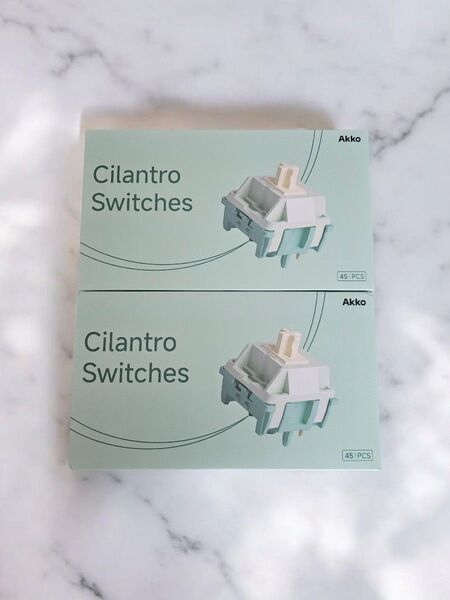 Akko
Cilantro
Switches
45 | PCS
Akko
Cilantro
Switches
45 | PCS